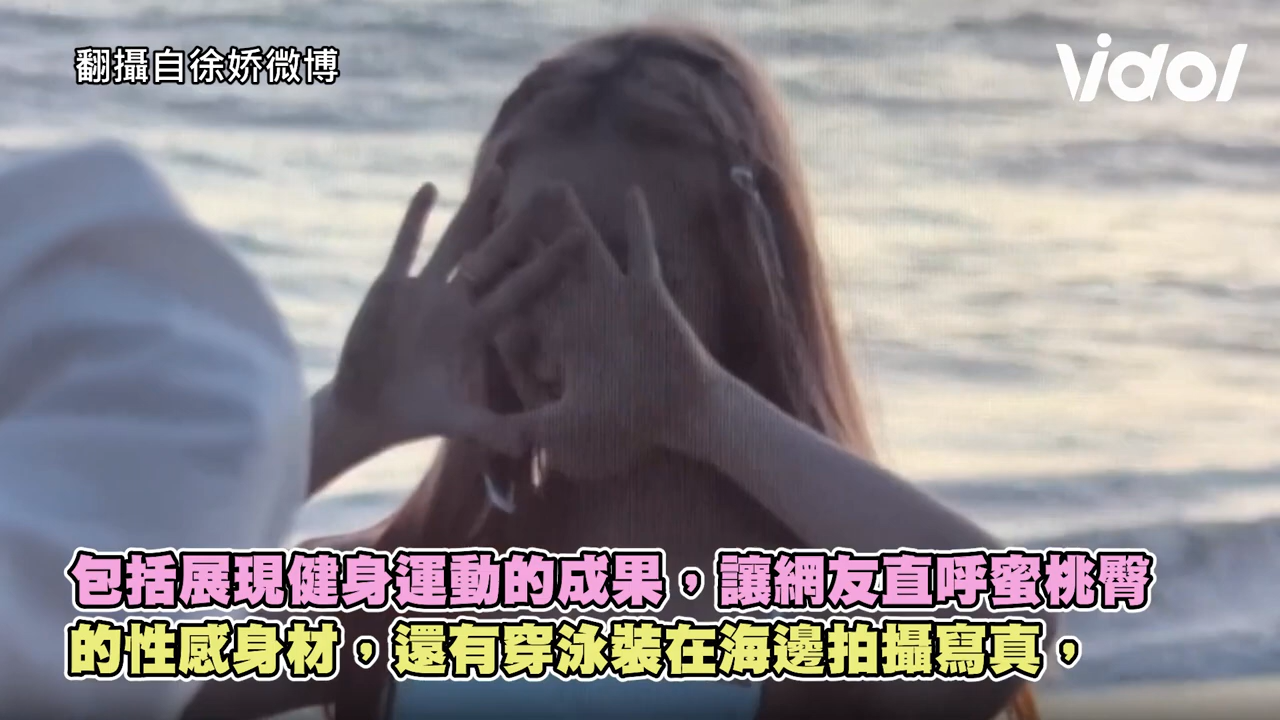 翻攝自徐娇微博
Vidol
包括展現健身運動的成果，讓網友直呼蜜桃臀
的性感身材，還有穿泳裝在海邊拍攝寫真，